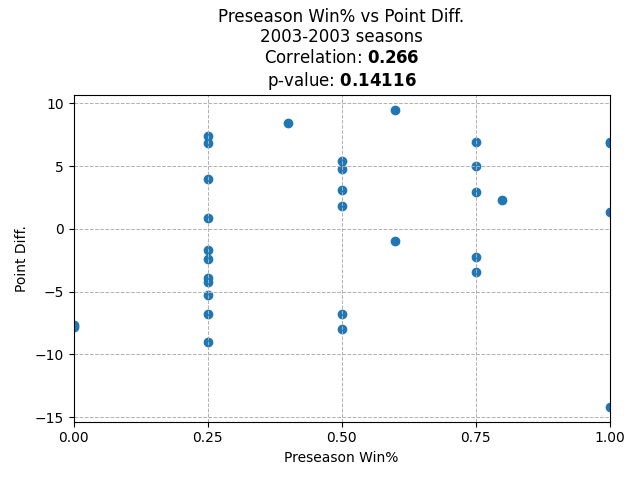 Preseason Win% vs Point Diff.
2003-2003 seasons
Correlation: 0.266
p-value: 0.14116
10
5
0
−5
−10
−15
Point Diff.
0.00 0.25 0.50 0.75 1.00
Preseason Win%